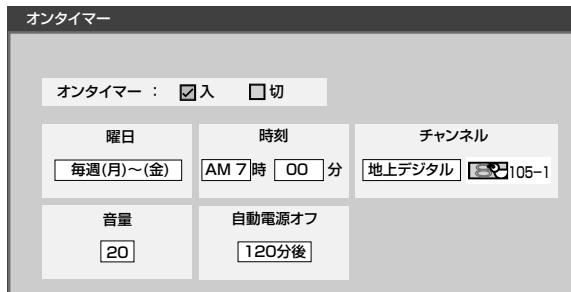 オンタイマー
オンタイマー : 入 切
曜日 時刻 チャンネル
毎週(月)~(金) AM 7時 00 分 地上デジタル 105-1
音量 自動電源オフ
20 120分後